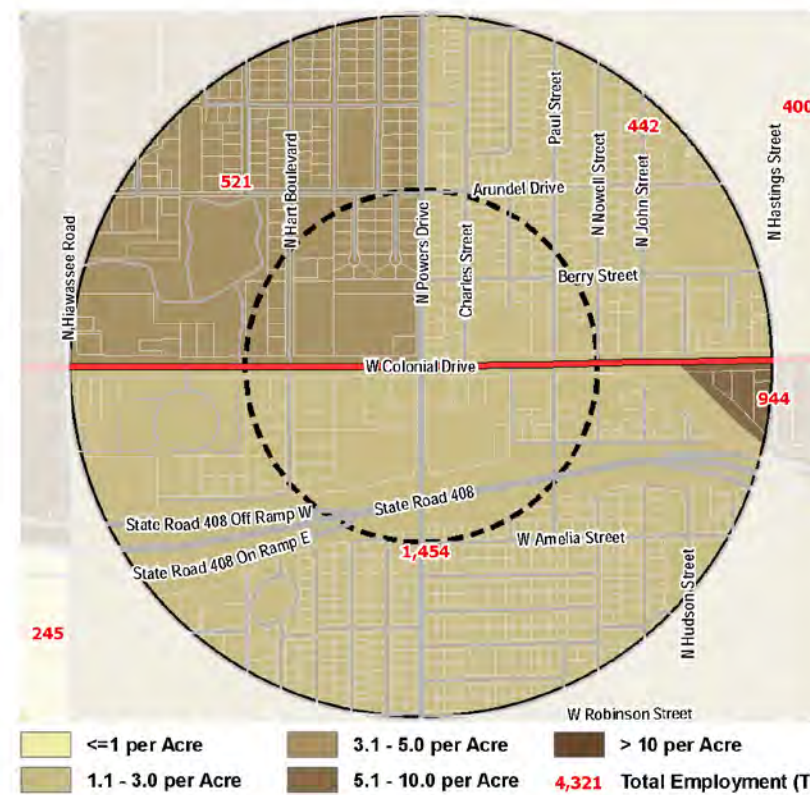 400
442
521
944
1,454
245
N Hiawassee Road
N Hart Boulevard
N Powers Drive
Charles Street
Paul Street
N Nowell Street
N John Street
N Hastings Street
Arundel Drive
Berry Street
W Colonial Drive
State Road 408
State Road 408 Off Ramp W
State Road 408 On Ramp E
W Amelia Street
N Hudson Street
W Robinson Street
<=1 per Acre
3.1 - 5.0 per Acre
> 10 per Acre
1.1 - 3.0 per Acre
5.1 - 10.0 per Acre
4,321 Total Employment (T